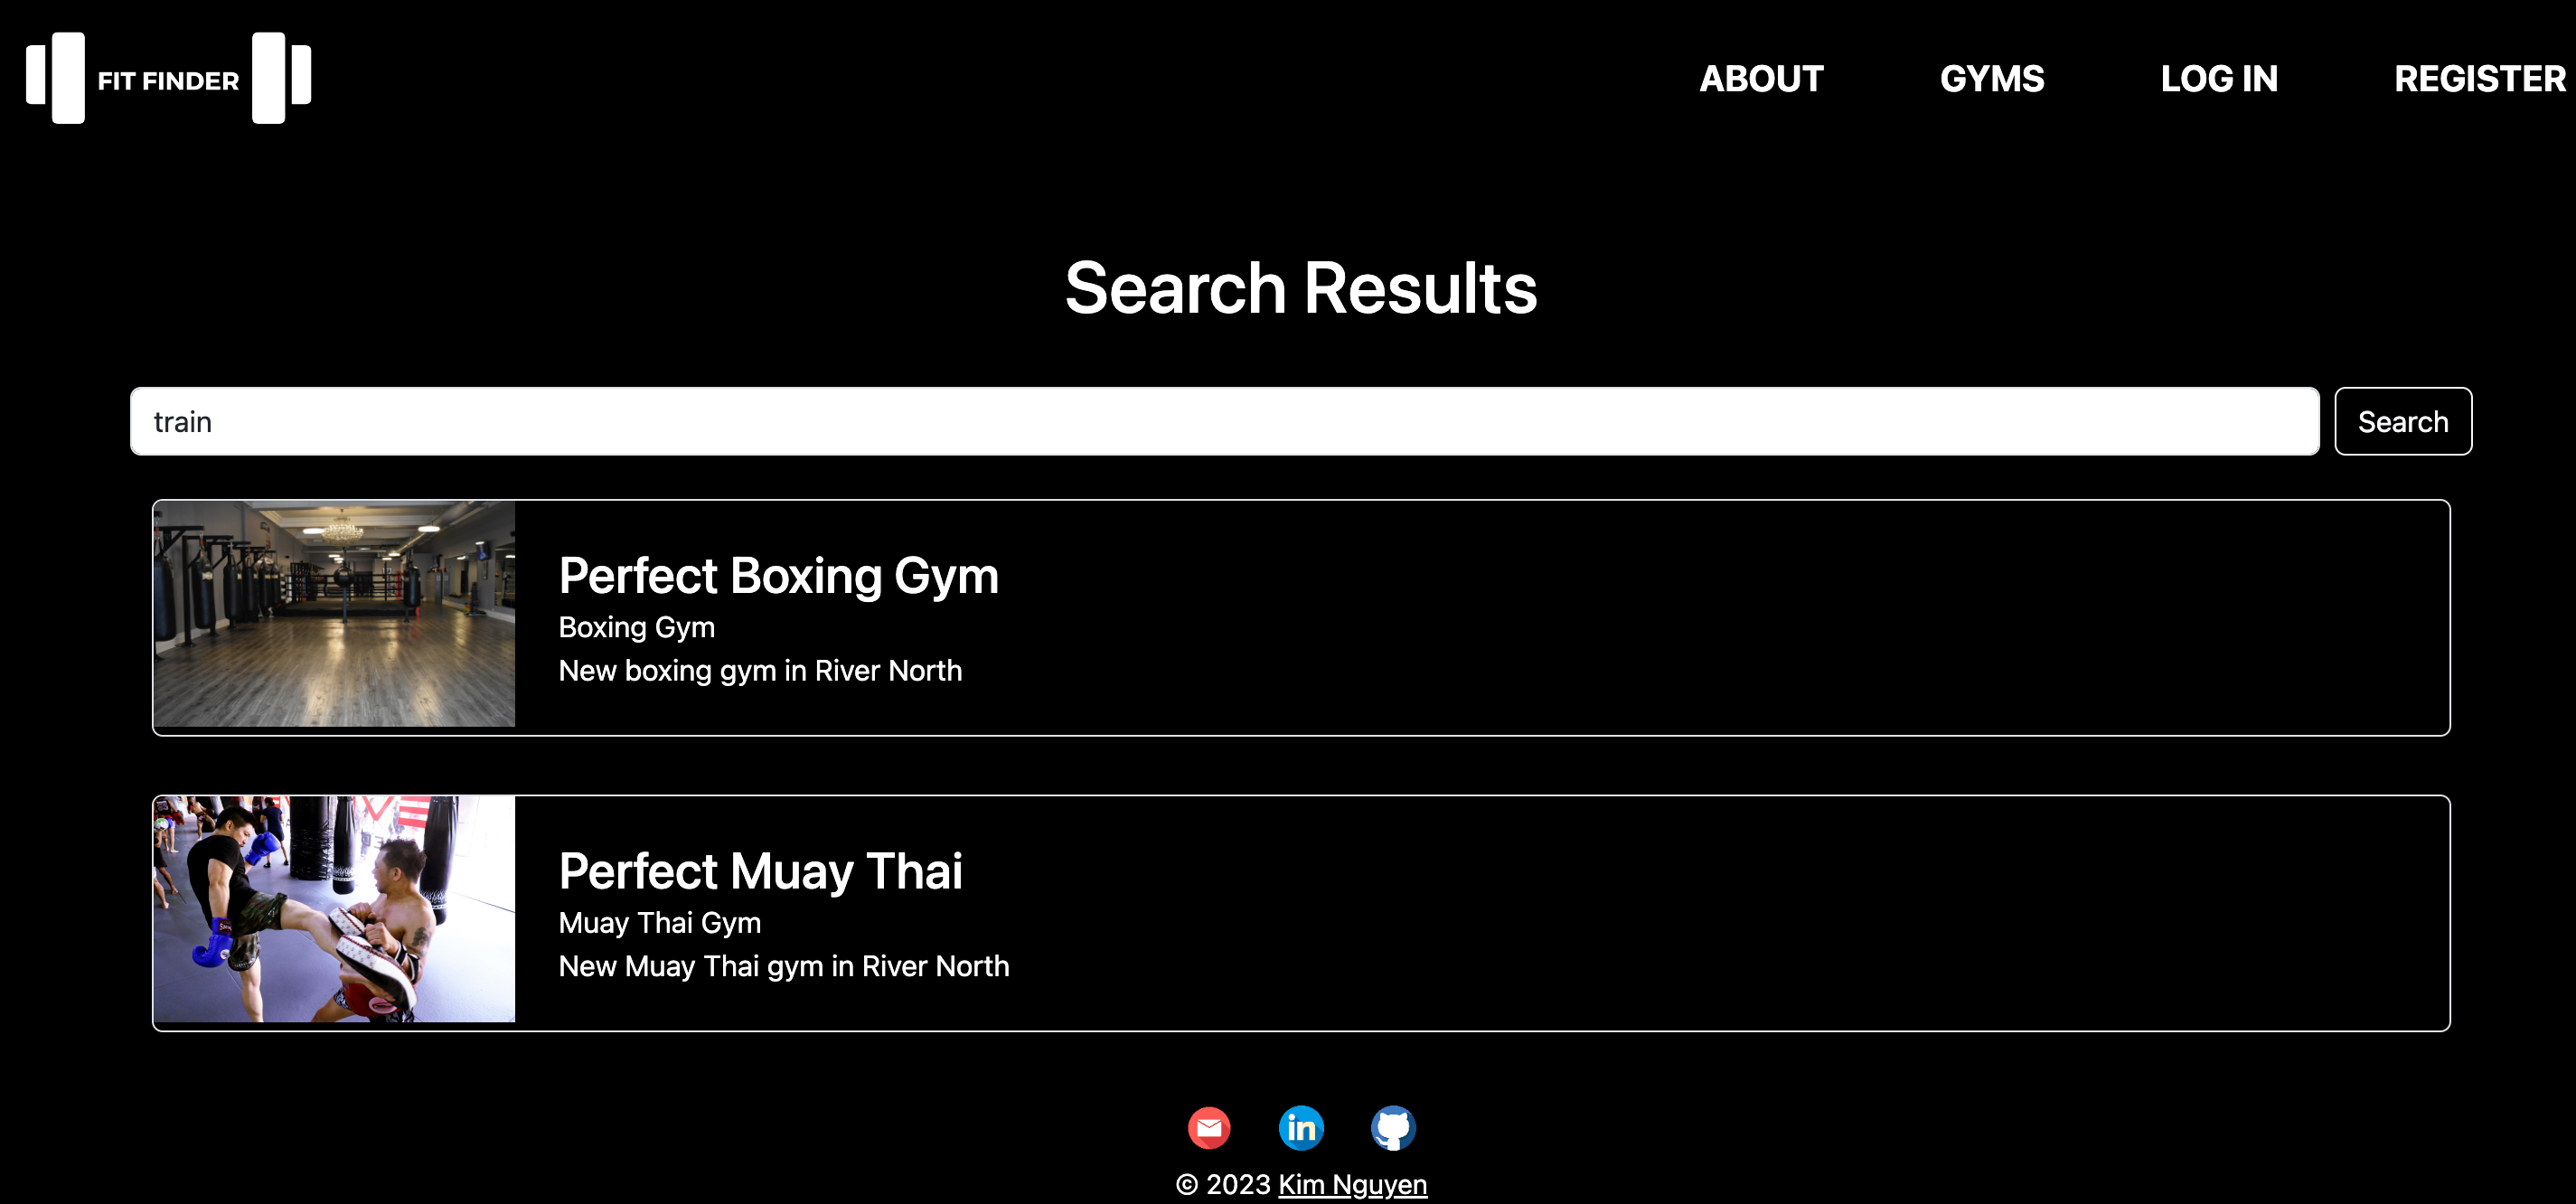 FIT FINDER
ABOUT GYMS LOG IN REGISTER
Search Results
train
Search
Perfect Boxing Gym
Boxing Gym
New boxing gym in River North
Perfect Muay Thai
Muay Thai Gym
New Muay Thai gym in River North
in
© 2023 Kim Nguyen